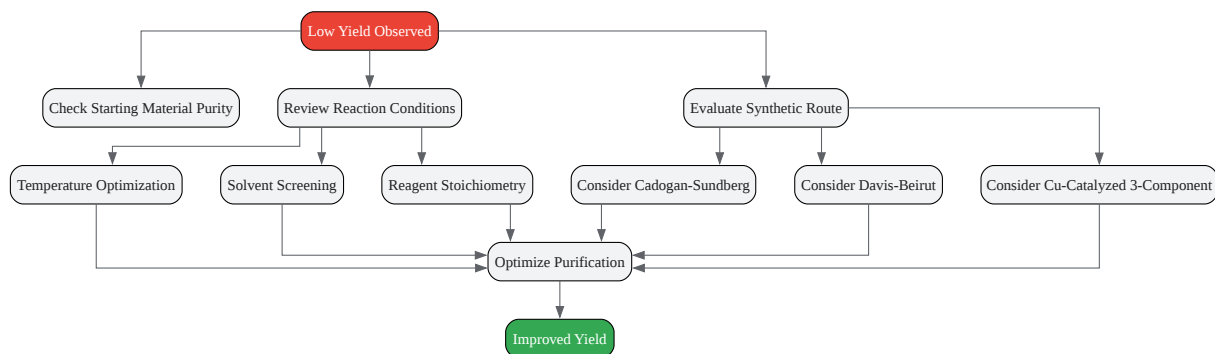 Low Yield Observed
Check Starting Material Purity
Review Reaction Conditions
Evaluate Synthetic Route
Temperature Optimization
Solvent Screening
Reagent Stoichiometry
Consider Cadogan-Sundberg
Consider Davis-Beirut
Consider Cu-Catalyzed 3-Component
Optimize Purification
Improved Yield